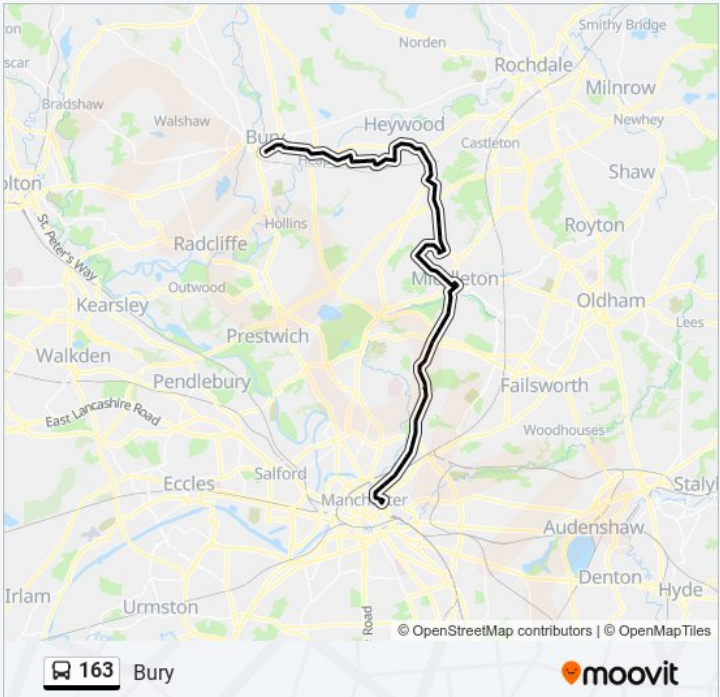 Smithy Bridge
Norden
Rochdale
Milnrow
Bradshaw
Walshaw
Heywood
Newhey
Bury
Castleton
Shaw
St. Peter's Way
Hollins
Royton
Radcliffe
Outwood
Middleton
Kearsley
Oldham
Lees
Prestwich
Walkden
Pendlebury
Failsworth
East Lancashire Road
Woodhouses
Salford
Eccles
Manchester
Audenshaw
Denton
Hyde
Irlam
Urmston
Road
© OpenStreetMap contributors | © OpenMapTiles
163 Bury
moovit